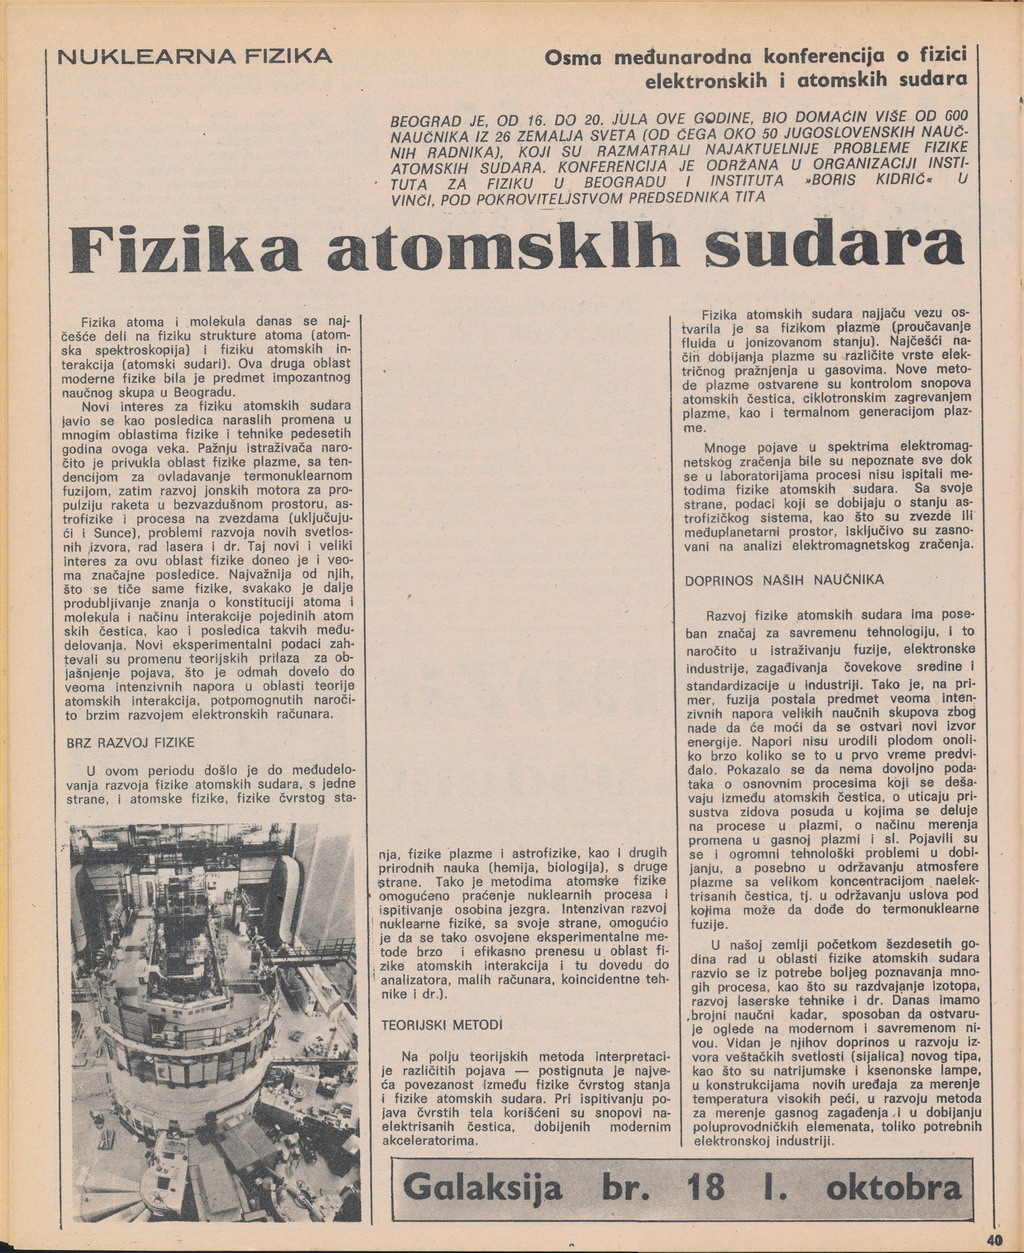 NUKLEARNA FIZIKA
Osma međunarodna konferencija o fizici
elektronskih i atomskih sudara
BEOGRAD JE, OD 16. DO 20. JULA OVE GODINE, BIO DOMAĆIN VIŠE OD 600
NAUČNIKA IZ 26 ZEMALJA SVETA (OD ČEGA OKO 50 JUGOSLOVENSKIH NAUČ-
NIH RADNIKA), KOJI SU RAZMATRALI NAJAKTUELNIJE PROBLEME FIZIKE
ATOMSKIH SUDARA. KONFERENCIJA JE ODRŽANA U ORGANIZACIJI INSTI-
TUTA ZA FIZIKU U BEOGRADU I INSTITUTA »BORIS KIDRIČ« U
VINČI, POD POKROVITELJSTVOM PREDSEDNIKA TITA
Fizika atomsklh sudara
Fizika atoma i molekula danas se naj-
češće deli na fiziku strukture atoma (atom-
ska spektroskopija) i fiziku atomskih in-
terakcija (atomski sudari). Ova druga oblast
moderne fizike bila je predmet impozantnog
naučnog skupa u Beogradu.
Novi interes za fiziku atomskih sudara
javio se kao posledica naraslih promena u
mnogim oblastima fizike i tehnike pedesetih
godina ovoga veka. Pažnju istraživača naro-
čito je privukla oblast fizike plazme, sa ten-
dencijom za ovladavanje termonuklearnom
fuzijom, zatim razvoj jonskih motora za pro-
pulziju raketa u bezvazdušnom prostoru, as-
trofizike i procesa na zvezdama (uključuju-
ći i Sunce), problemi razvoja novih svetlos-
nih izvora, rad lasera i dr. Taj novi i veliki
interes za ovu oblast fizike doneo je i veo-
ma značajne posledice. Najvažnija od njih,
što se tiče same fizike, svakako je dalje
produbljivanje znanja o konstituciji atoma i
molekula i načinu interakcije pojedinih atom
skih čestica, kao i posledica takvih među-
delovanja. Novi eksperimentalni podaci zah-
tevali su promenu teorijskih prilaza za ob-
jašnjenje pojava, što je odmah dovelo do
veoma intenzivnih napora u oblasti teorije
atomskih interakcija, potpomognutih naroči-
to brzim razvojem elektronskih računara.
BRZ RAZVOJ FIZIKE
U ovom periodu došlo je do međudelo-
vanja razvoja fizike atomskih sudara, s jedne
strane, i atomske fizike, fizike čvrstog sta-
nja, fizike plazme i astrofizike, kao i drugih
prirodnih nauka (hemija, biologija), s druge
strane. Tako je metodima atomske fizike
omogućeno praćenje nuklearnih procesa i
ispitivanje osobina jezgra. Intenzivan razvoj
nuklearne fizike, sa svoje strane, omogućio
je da se tako osvojene eksperimentalne me-
tode brzo i efikasno prenesu u oblast fi-
zike atomskih interakcija i tu dovedu do
analizatora, malih računara, koincidentne teh-
nike i dr.).
TEORIJSKI METODI
Na polju teorijskih metoda interpretaci-
je različitih pojava — postignuta je najve-
ća povezanost između fizike čvrstog stanja
i fizike atomskih sudara. Pri ispitivanju po-
java čvrstih tela korišćeni su snopovi na-
elektrisanih čestica, dobijenih modernim
akceleratorima.
Fizika atomskih sudara najjaču vezu os-
tvarila je sa fizikom plazme (proučavanje
fluida u jonizovanom stanju). Najčešći na-
čin dobijanja plazme su različite vrste elek-
tričnog pražnjenja u gasovima. Nove meto-
de plazme ostvarene su kontrolom snopova
atomskih čestica, ciklotronskim zagrevanjem
plazme, kao i termalnom generacijom plaz-
me.
Mnoge pojave u spektrima elektromag-
netskog zračenja bile su nepoznate sve dok
se u laboratorijama procesi nisu ispitali me-
todima fizike atomskih sudara. Sa svoje
strane, podaci koji se dobijaju o stanju as-
trofizičkog sistema, kao što su zvezde ili
međuplanetarni prostor, isključivo su zasno-
vani na analizi elektromagnetskog zračenja.
DOPRINOS NAŠIH NAUČNIKA
Razvoj fizike atomskih sudara ima pose-
ban značaj za savremenu tehnologiju, i to
naročito u istraživanju fuzije, elektronske
industrije, zagađivanja čovekove sredine i
standardizacije u industriji. Tako je, na pri-
mer, fuzija postala predmet veoma inten-
zivnih napora velikih naučnih skupova zbog
nade da će moći da se ostvari novi izvor
energije. Napori nisu urodili plodom onoli-
ko brzo koliko se to u prvo vreme predvi-
đalo. Pokazalo se da nema dovoljno poda-
taka o osnovnim procesima koji se deša-
vaju između atomskih čestica, o uticaju pri-
sustva zidova posuda u kojima se deluje
na procese u plazmi, o načinu merenja
promena u gasnoj plazmi i sl. Pojavili su
se i ogromni tehnološki problemi u dobi-
janju, a posebno u održavanju atmosfere
plazme sa velikom koncentracijom naelek-
trisanih čestica, tj. u održavanju uslova pod
kojima može da dođe do termonuklearne
fuzije.
U našoj zemlji početkom šezdesetih go-
dina rad u oblasti fizike atomskih sudara
razvio se iz potrebe boljeg poznavanja mno-
gih procesa, kao što su razdvajanje izotopa,
razvoj laserske tehnike i dr. Danas imamo
brojni naučni kadar, sposoban da ostvaru-
je oglede na modernom i savremenom ni-
vou. Vidan je njihov doprinos u razvoju iz-
vora veštačkih svetlosti (sijalica) novog tipa,
kao što su natrijumske i ksenonske lampe,
u konstrukcijama novih uređaja za merenje
temperatura visokih peći, u razvoju metoda
za merenje gasnog zagađenja i u dobijanju
poluprovodničkih elemenata, toliko potrebnih
elektronskoj industriji.
Galaksija br. 18 I. oktobra
40